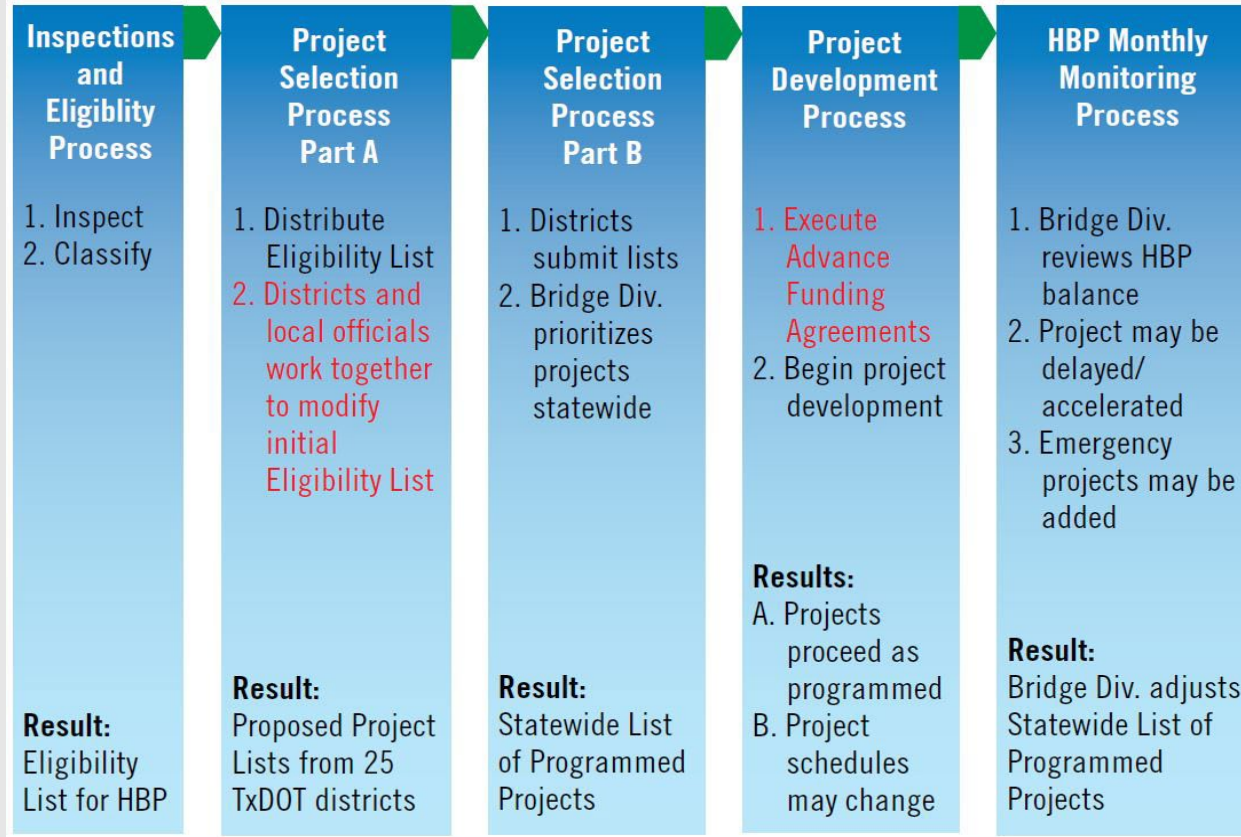 Inspections
and
Eligiblity
Process
1. Inspect
2. Classify
Result:
Eligibility
List for HBP
Project
Selection
Process
Part A
1. Distribute
Eligibility List
2. Districts and
local officials
work together
to modify
initial
Eligibility List
Result:
Proposed Project
Lists from 25
TxDOT districts
Project
Selection
Process
Part B
1. Districts
submit lists
2. Bridge Div.
prioritizes
projects
statewide
Result:
Statewide List
of Programmed
Projects
Project
Development
Process
1. Execute
Advance
Funding
Agreements
2. Begin project
development
Results:
A. Projects
proceed as
programmed
B. Project
schedules
may change
HBP Monthly
Monitoring
Process
1. Bridge Div.
reviews HBP
balance
2. Project may be
delayed/
accelerated
3. Emergency
projects may be
added
Result:
Bridge Div. adjusts
Statewide List of
Programmed
Projects